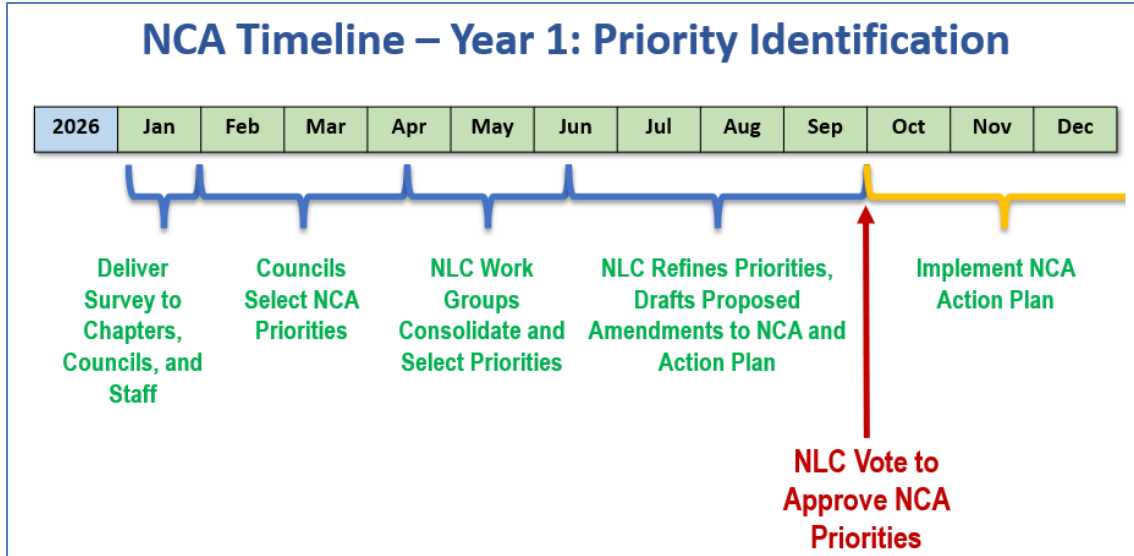 NCA Timeline – Year 1: Priority Identification
2026 Jan Feb Mar Apr May Jun Jul Aug Sep Oct Nov Dec
Deliver
Survey to
Chapters,
Councils, and
Staff
Councils
Select NCA
Priorities
NLC Work
Groups
Consolidate and
Select Priorities
NLC Refines Priorities,
Drafts Proposed
Amendments to NCA and
Action Plan
Implement NCA
Action Plan
NLC Vote to
Approve NCA
Priorities